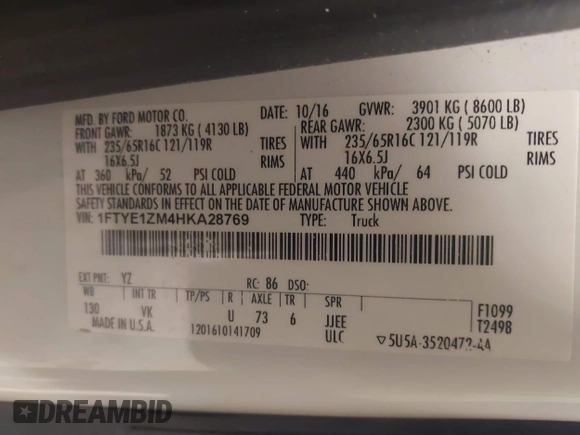 MFD. BY FORD MOTOR CO. DATE: 10/16 GVWR: 3901 KG ( 8600 LB)
FRONT GAWR: 1873 KG ( 4130 LB) REAR GAWR: 2300 KG ( 5070 LB)
WITH 235/65R16C 121/119R TIRES WITH 235/65R16C 121/119R TIRES
16X6.5J RIMS 16X6.5J RIMS
AT 360 kPa/ 52 PSI COLD AT 440 kPa/ 64 PSI COLD
THIS VEHICLE CONFORMS TO ALL APPLICABLE FEDERAL MOTOR VEHICLE
SAFETY STANDARDS IN EFFECT ON THE DATE OF MANUFACTURE SHOWN ABOVE.
VIN: 1FTYE1ZM4HKA28769 TYPE: Truck
EXT PNT: YZ RC: 86 DSO:
WB INT TR TP/PS R AXLE TR SPR
130 VK U 73 6 JJEE F1099
MADE IN U.S.A. 1201610141709 ULC T2498
▽5U5A-3520472-AA
DREAMBID